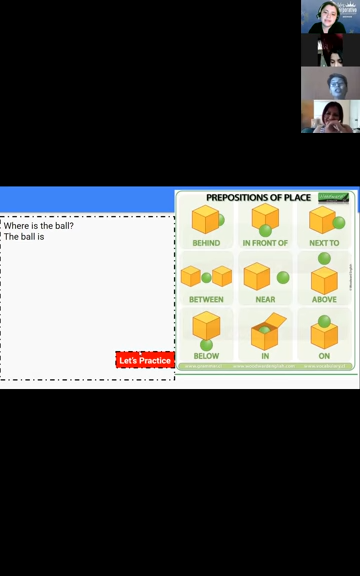 Where is the ball?
The ball is
Let's Practice
PREPOSITIONS OF PLACE
BEHIND
IN FRONT OF
NEXT TO
BETWEEN
NEAR
ABOVE
BELOW
IN
ON